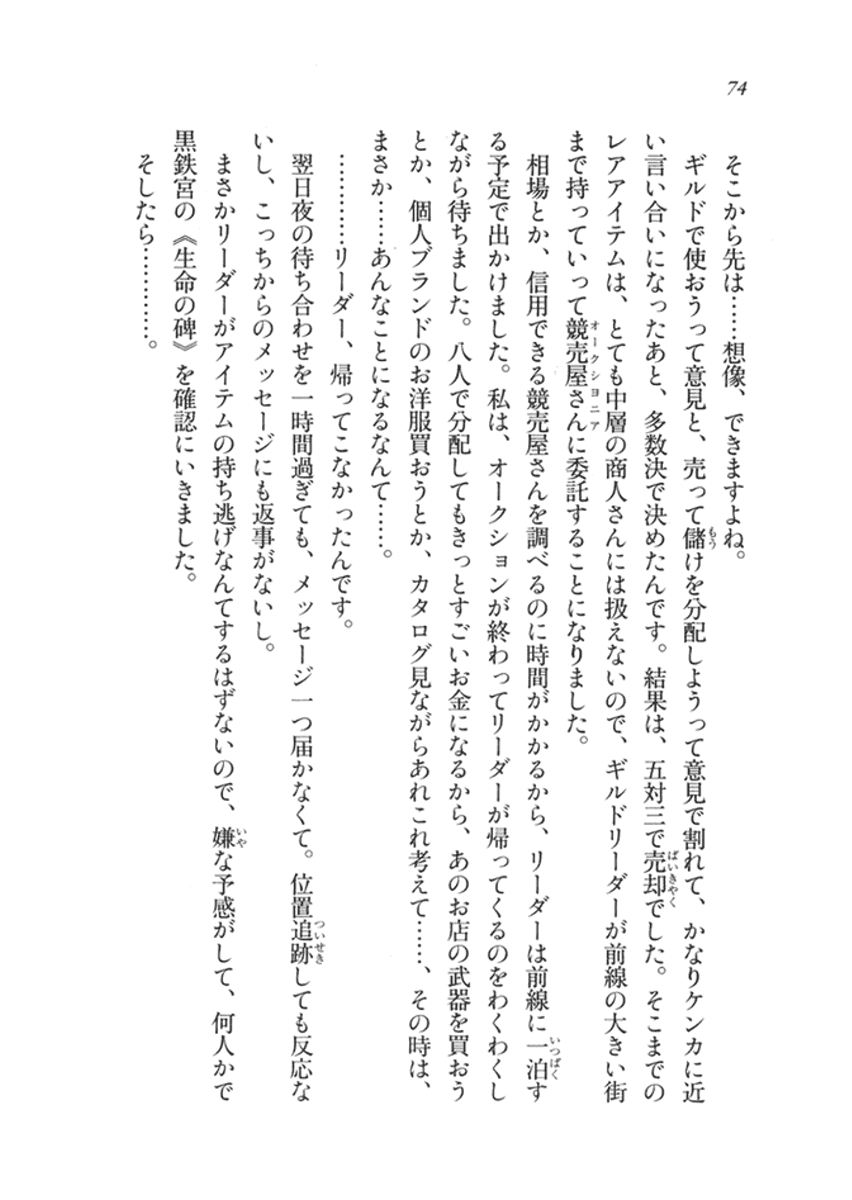 74
そこから先は……想像、できますよね。
ギルドで使おうって意見と、売って儲けを分配しようって意見で割れて、かなりケンカに近
い言い合いになったあと、多数決で決めたんです。結果は、五対三で売却でした。そこまでの
レアアイテムは、とても中層の商人さんには扱えないので、ギルドリーダーが前線の大きい街
まで持っていって競売屋さんに委託することになりました。
相場とか、信用できる競売屋さんを調べるのに時間がかかるから、リーダーは前線に一泊す
る予定で出かけました。私は、オークションが終わってリーダーが帰ってくるのをわくわくし
ながら待ちました。八人で分配してもきっとすごいお金になるから、あのお店の武器を買おう
とか、個人ブランドのお洋服買おうとか、カタログ見ながらあれこれ考えて……、その時は、
まさか……あんなことになるなんて……。
…………リーダー、帰ってこなかったんです。
翌日夜の待ち合わせを一時間過ぎても、メッセージ一つ届かなくて。位置追跡しても反応な
いし、こっちからのメッセージにも返事がないし。
まさかリーダーがアイテムの持ち逃げなんてするはずないので、嫌な予感がして、何人かで
黒鉄宮の《生命の碑》を確認にいきました。
そしたら…………。
もう
ばいきゃく
オークショニア
いっぱく
ついせき
いや